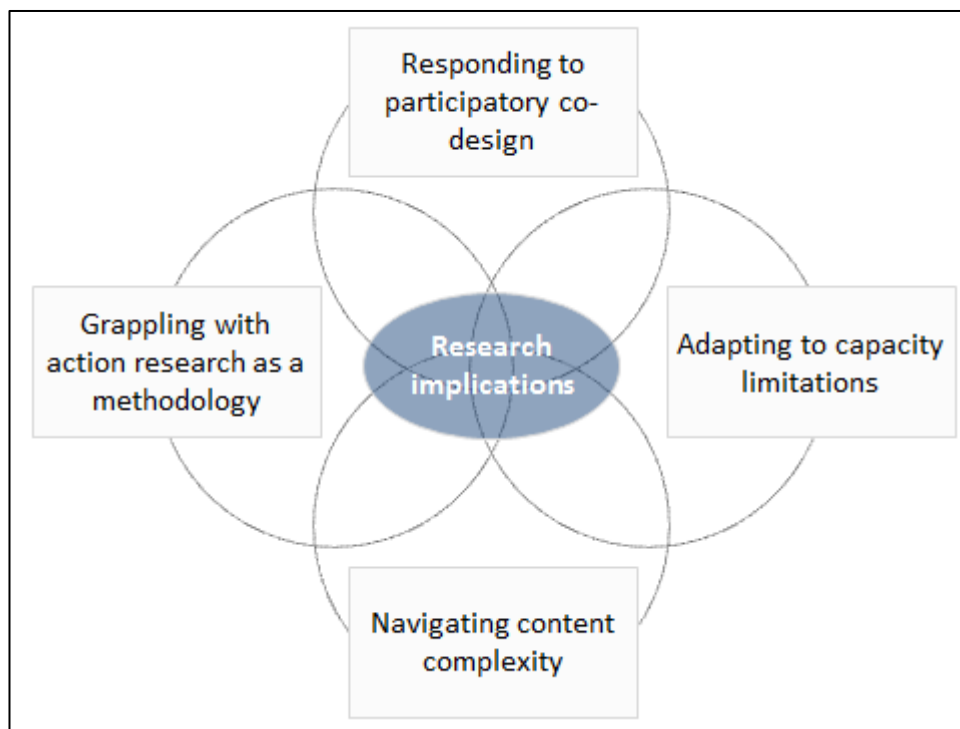 Responding to
participatory co-
design
Grappling with
action research as a
methodology
Research
implications
Adapting to capacity
limitations
Navigating content
complexity